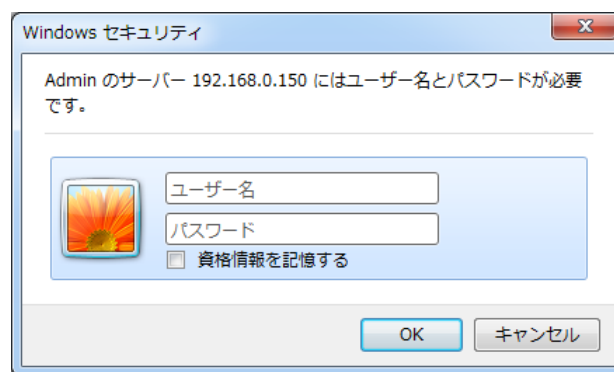 Windows セキュリティ
Admin のサーバー 192.168.0.150 にはユーザー名とパスワードが必要
です。
ユーザー名
パスワード
資格情報を記憶する
OK キャンセル